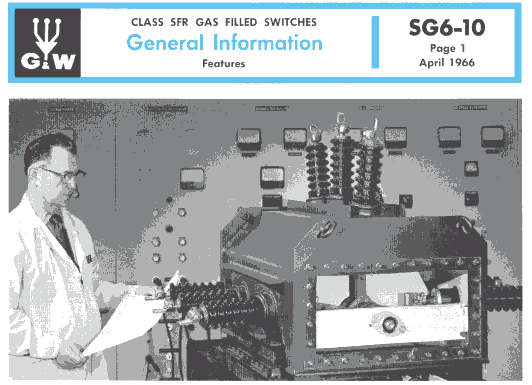 G&W
CLASS SFR GAS FILLED SWITCHES
General Information
Features
SG6-10
Page 1
April 1966